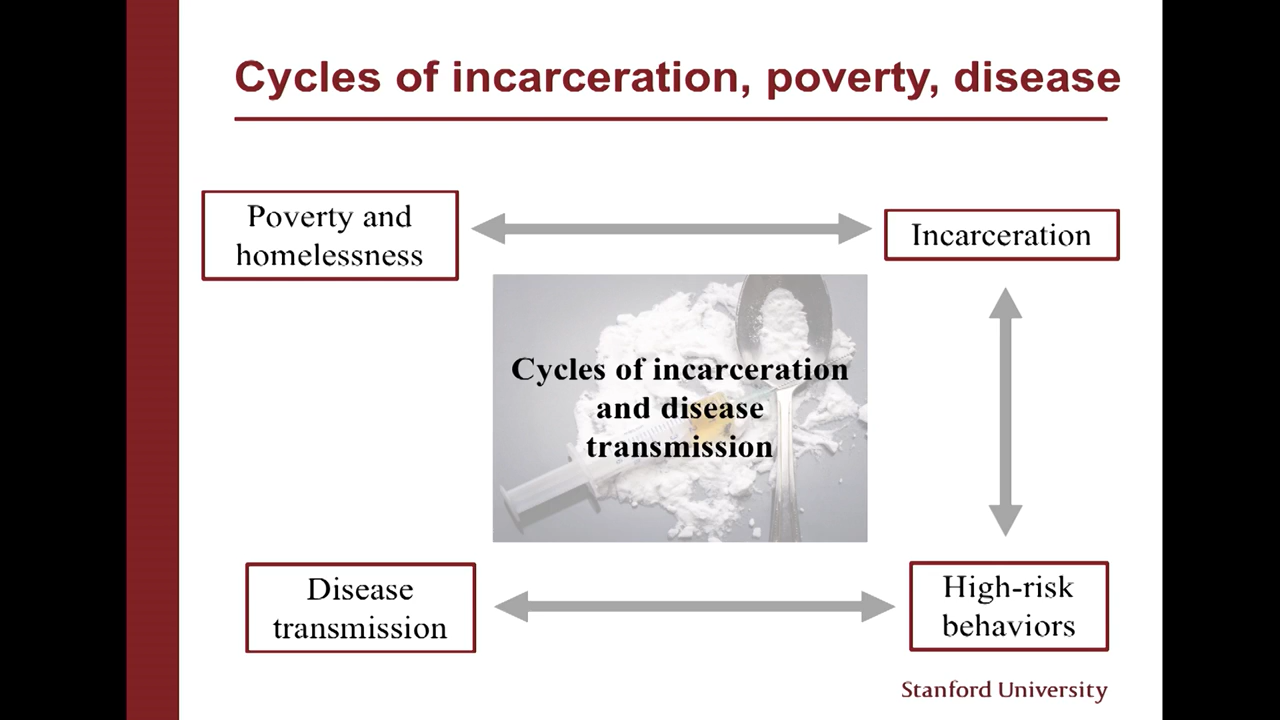 Cycles of incarceration, poverty, disease
Poverty and
homelessness
Incarceration
Cycles of incarceration
and disease
transmission
Disease
transmission
High-risk
behaviors
Stanford University